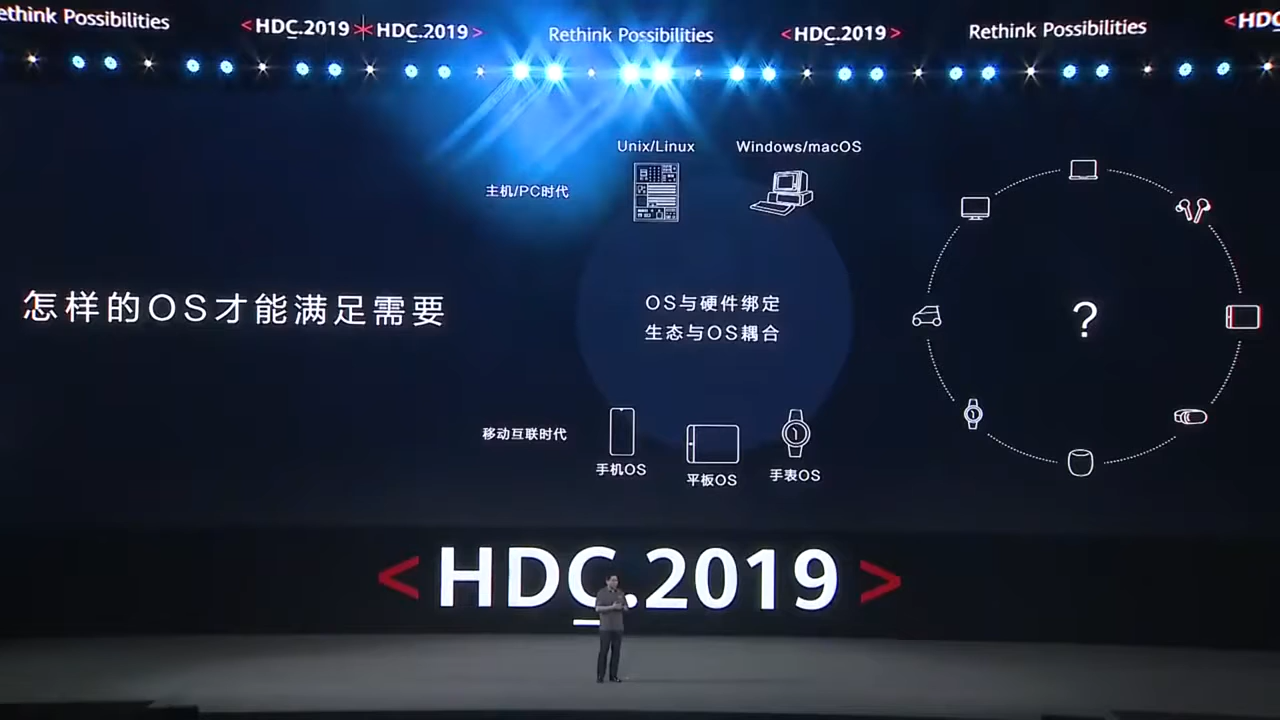 ethink Possibilities
<HDC.2019>
<HDC.2019>
Rethink Possibilities
<HDC.2019>
Rethink Possibilities
<HDC
Unix/Linux
Windows/macOS
主机/PC时代
怎样的OS才能满足需要
OS与硬件绑定
生态与OS耦合
?
移动互联时代
手机OS
平板OS
手表OS
<HDC.2019>